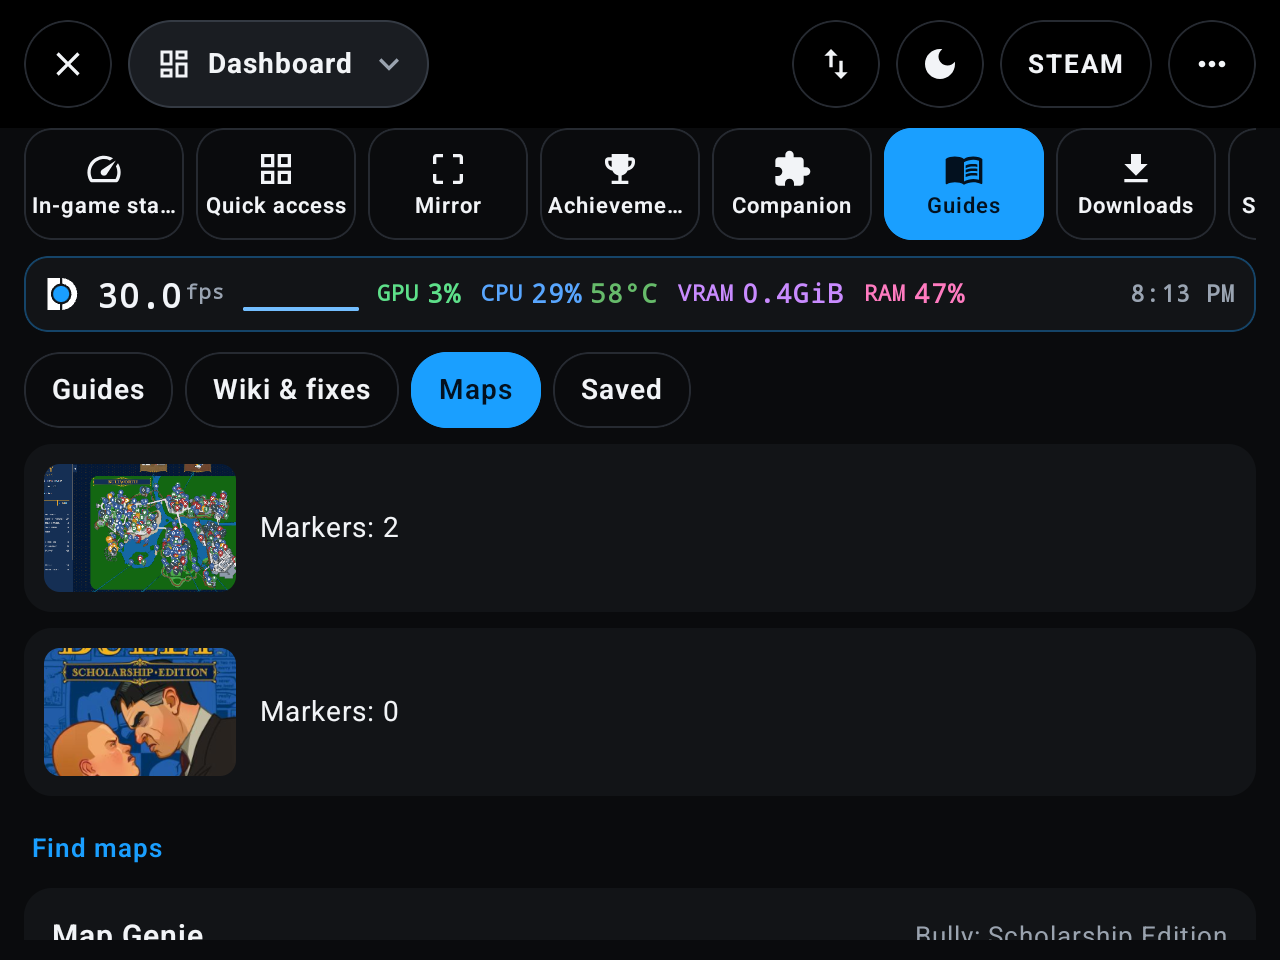 Dashboard
STEAM
In-game sta...
Quick access
Mirror
Achieveme...
Companion
Guides
Downloads
S
30.0 fps GPU 3% CPU 29% 58°C VRAM 0.4GiB RAM 47% 8:13 PM
Guides
Wiki & fixes
Maps
Saved
Markers: 2
SCHOLARSHIP·EDITION
Markers: 0
Find maps
Map Genie
Bully: Scholarship Edition